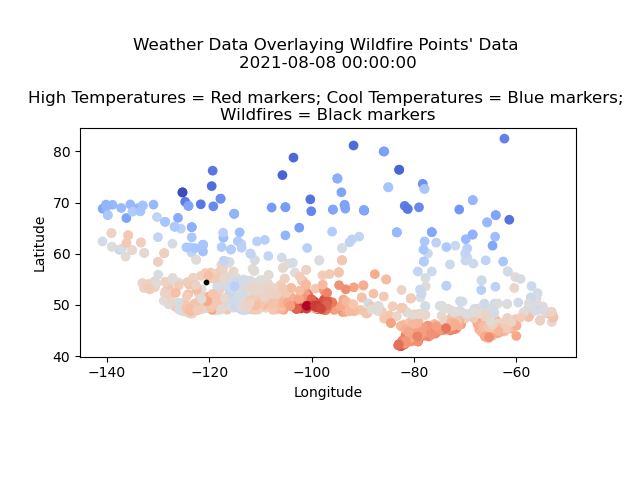 Weather Data Overlaying Wildfire Points' Data
2021-08-08 00:00:00
High Temperatures = Red markers; Cool Temperatures = Blue markers;
Wildfires = Black markers
80
70
60
50
40
Latitude
−140 −120 −100 −80 −60
Longitude